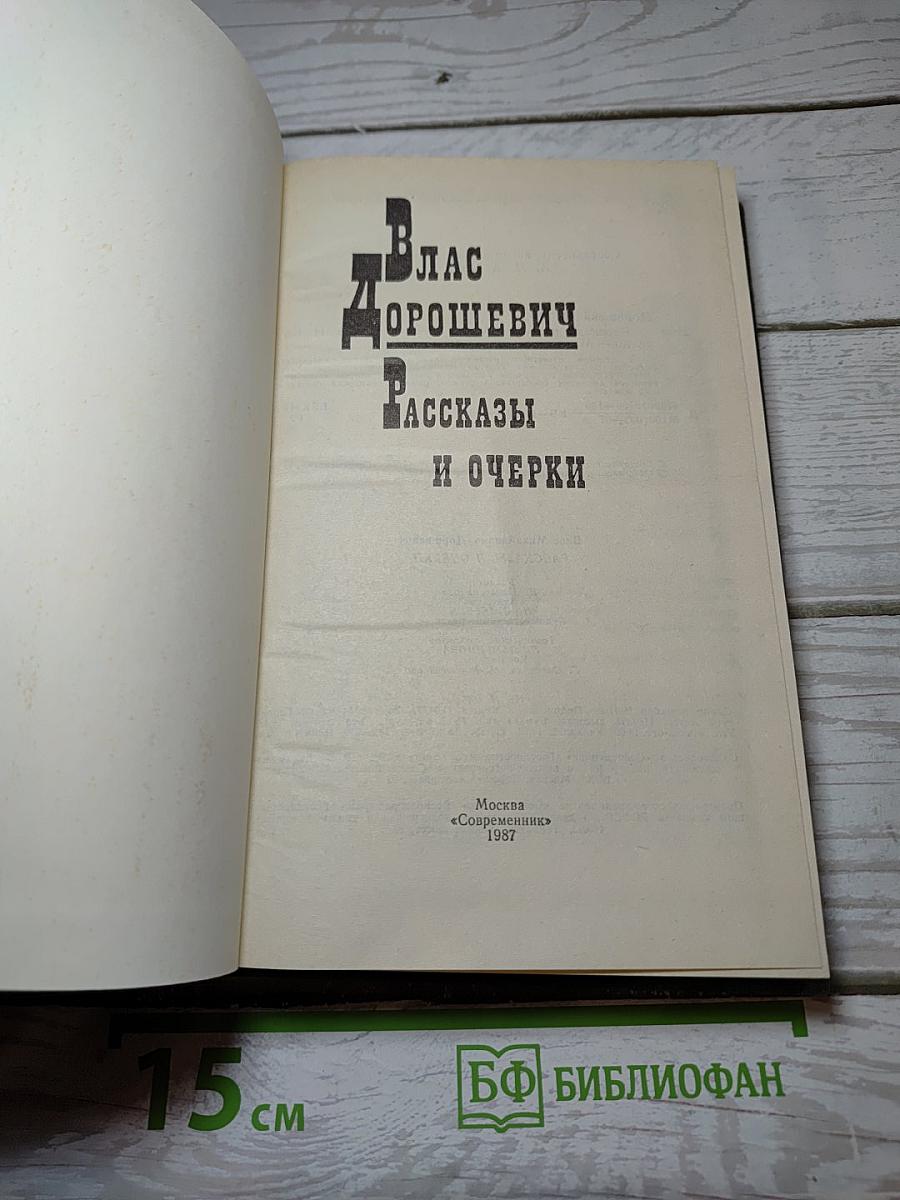 Влас
Дорошевич
Рассказы
и очерки
Москва
«Современник»
1987
15 см
БФ БИБЛИОФАН